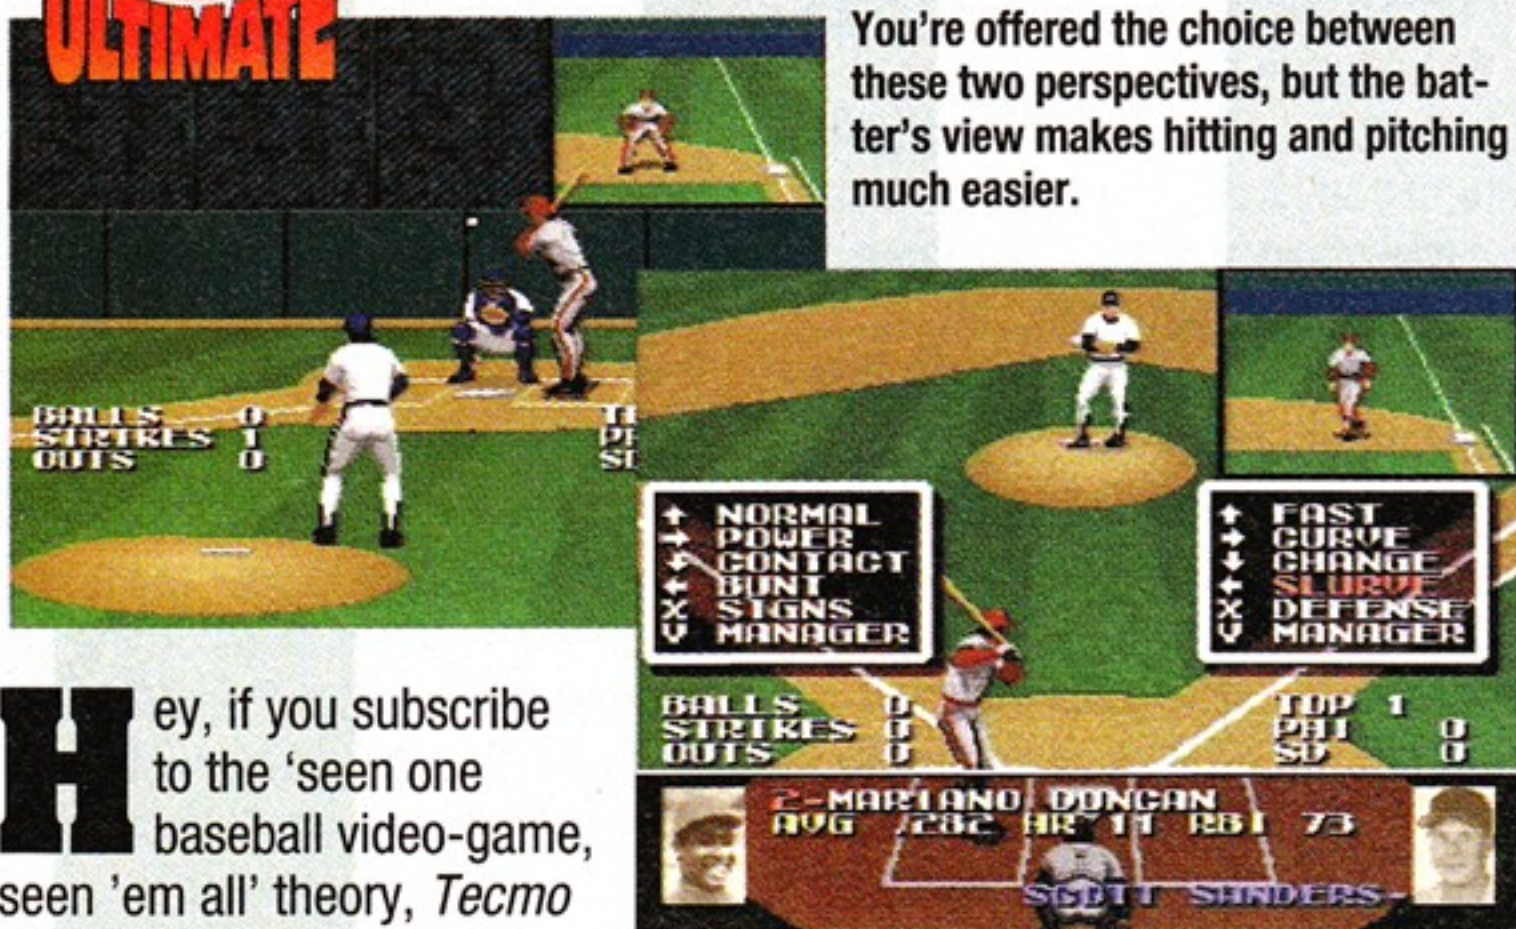 ULTIMATE
You're offered the choice between
these two perspectives, but the bat-
ter's view makes hitting and pitching
much easier.
BALLS 0
STRIKES 1
OUTS 0
NORMAL
POWER
CONTACT
BUNT
X SIGNS
Y MANAGER
FAST
CURVE
CHANGE
SLURVE
X DEFENSE
Y MANAGER
BALLS 0
STRIKES 0
OUTS 0
TOP 1
PHI 0
SD 0
2-MARIANO DUNCAN
AVG .282 HR 11 RBI 73
SCOTT SANDERS-
Hey, if you subscribe
to the ‘seen one
baseball video-game,
seen ’em all’ theory, Tecmo